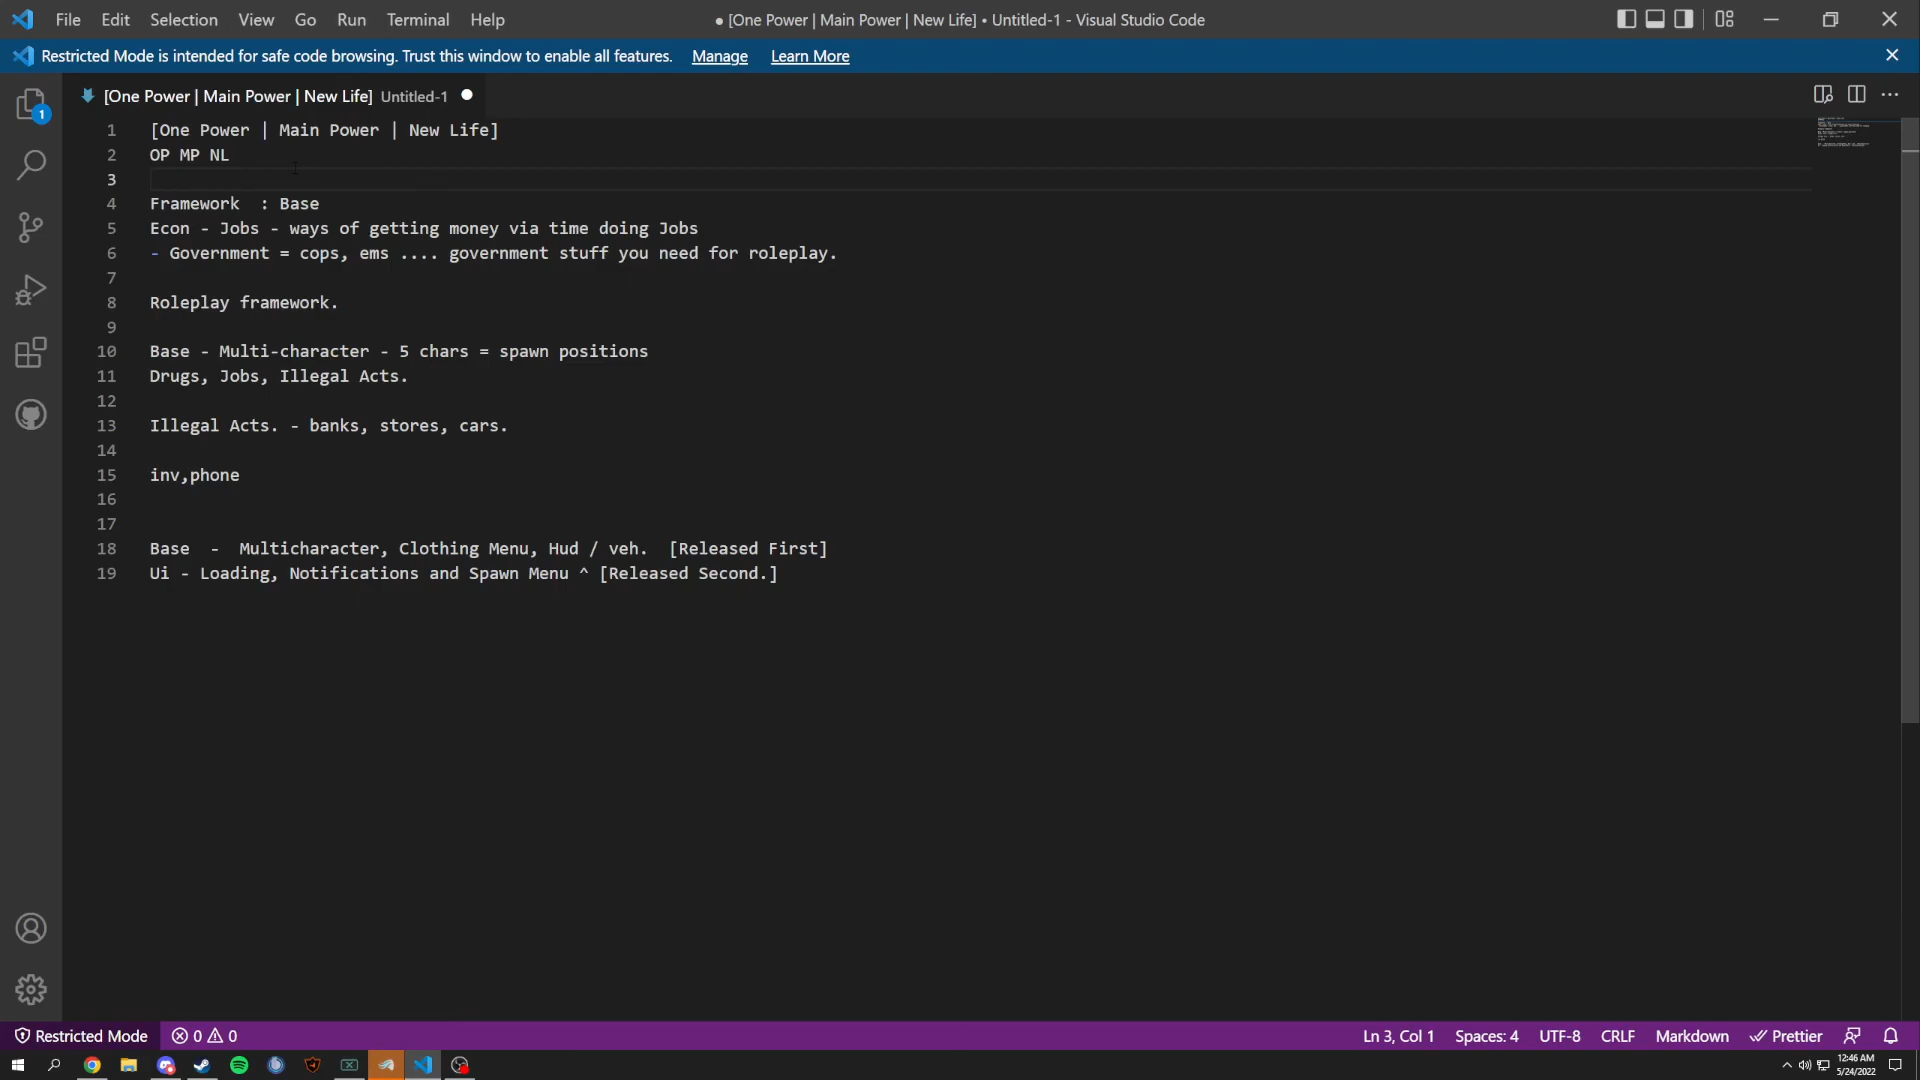 File Edit Selection View Go Run Terminal Help
● [One Power | Main Power | New Life] • Untitled-1 - Visual Studio Code
Restricted Mode is intended for safe code browsing. Trust this window to enable all features. Manage Learn More
[One Power | Main Power | New Life] Untitled-1
1 [One Power | Main Power | New Life]
2 OP MP NL
3
4 Framework  : Base
5 Econ - Jobs - ways of getting money via time doing Jobs
6 - Government = cops, ems .... government stuff you need for roleplay.
7
8 Roleplay framework.
9
10 Base - Multi-character - 5 chars = spawn positions
11 Drugs, Jobs, Illegal Acts.
12
13 Illegal Acts. - banks, stores, cars.
14
15 inv,phone
16
17
18 Base  -  Multicharacter, Clothing Menu, Hud / veh.  [Released First]
19 Ui - Loading, Notifications and Spawn Menu ^ [Released Second.]
1
Restricted Mode 0 0 Ln 3, Col 1 Spaces: 4 UTF-8 CRLF Markdown Prettier
12:46 AM
5/24/2022